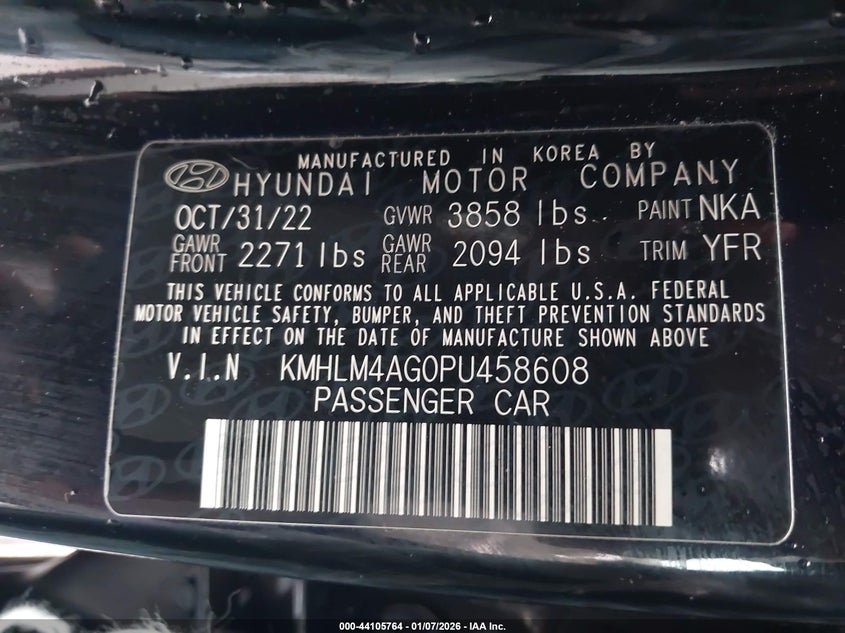 MANUFACTURED IN KOREA BY
HYUNDAI MOTOR COMPANY
OCT/31/22 GVWR 3858 lbs PAINT NKA
GAWR FRONT 2271 lbs GAWR REAR 2094 lbs TRIM YFR
THIS VEHICLE CONFORMS TO ALL APPLICABLE U.S.A. FEDERAL
MOTOR VEHICLE SAFETY, BUMPER, AND THEFT PREVENTION STANDARDS
IN EFFECT ON THE DATE OF MANUFACTURE SHOWN ABOVE
V.I.N KMHLM4AG0PU458608
PASSENGER CAR
000-44105764 - 01/07/2026 - IAA Inc.